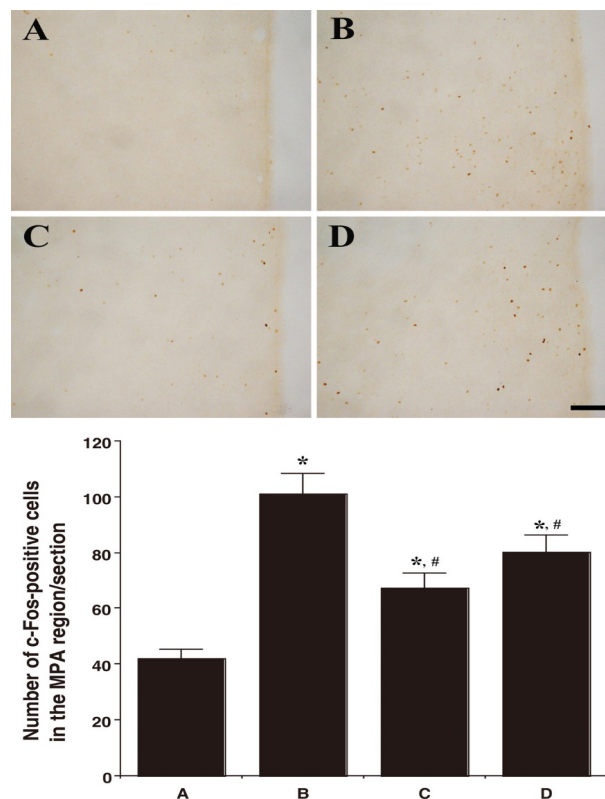 A
B
C
D
Number of c-Fos-positive cells
in the MPA region/section
120
100
80
60
40
20
0
*
*, #
*, #
A
B
C
D